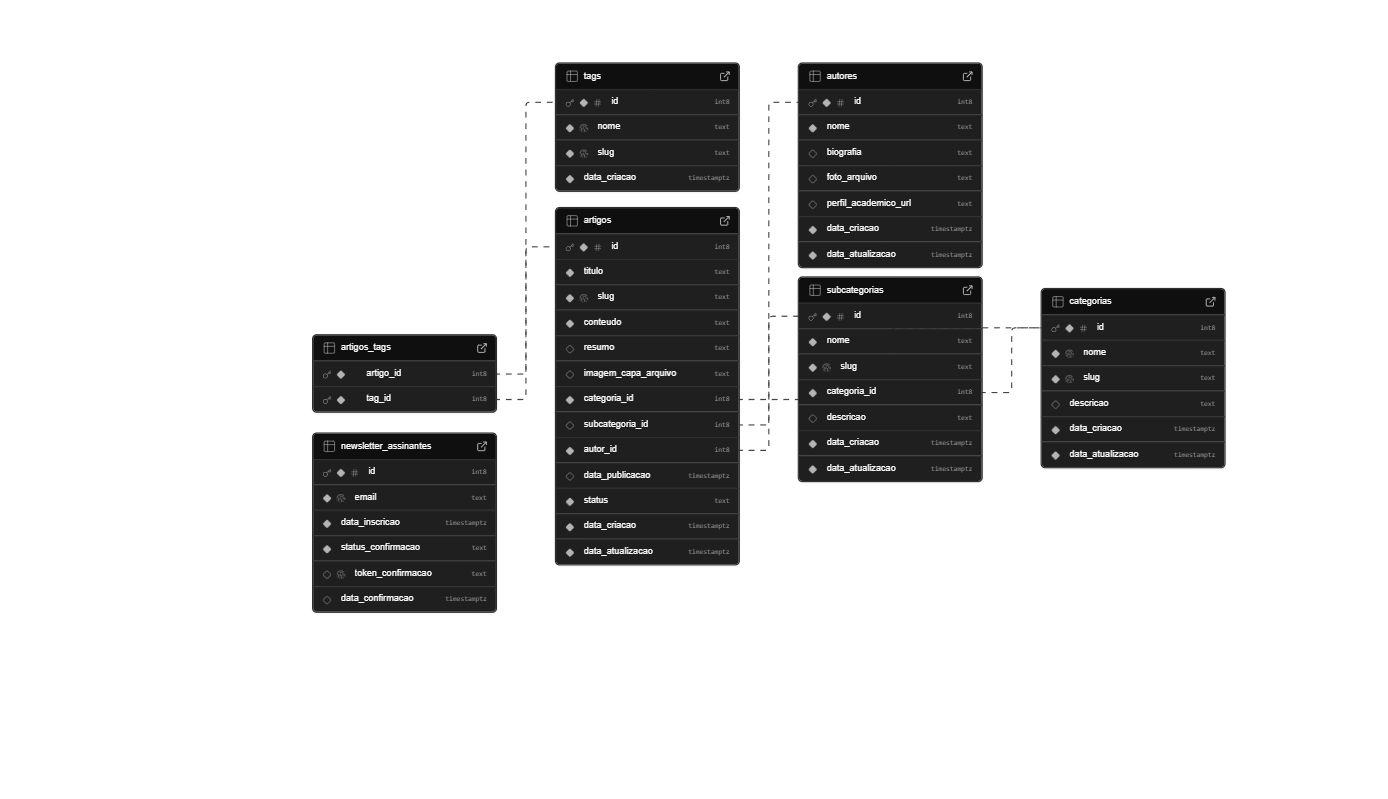 tags
id int8
nome text
slug text
data_criacao timestamptz
autores
id int8
nome text
biografia text
foto_arquivo text
perfil_academico_url text
data_criacao timestamptz
data_atualizacao timestamptz
artigos
id int8
titulo text
slug text
conteudo text
resumo text
imagem_capa_arquivo text
categoria_id int8
subcategoria_id int8
autor_id int8
data_publicacao timestamptz
status text
data_criacao timestamptz
data_atualizacao timestamptz
subcategorias
id int8
nome text
slug text
categoria_id int8
descricao text
data_criacao timestamptz
data_atualizacao timestamptz
categorias
id int8
nome text
slug text
descricao text
data_criacao timestamptz
data_atualizacao timestamptz
artigos_tags
artigo_id int8
tag_id int8
newsletter_assinantes
id int8
email text
data_inscricao timestamptz
status_confirmacao text
token_confirmacao text
data_confirmacao timestamptz